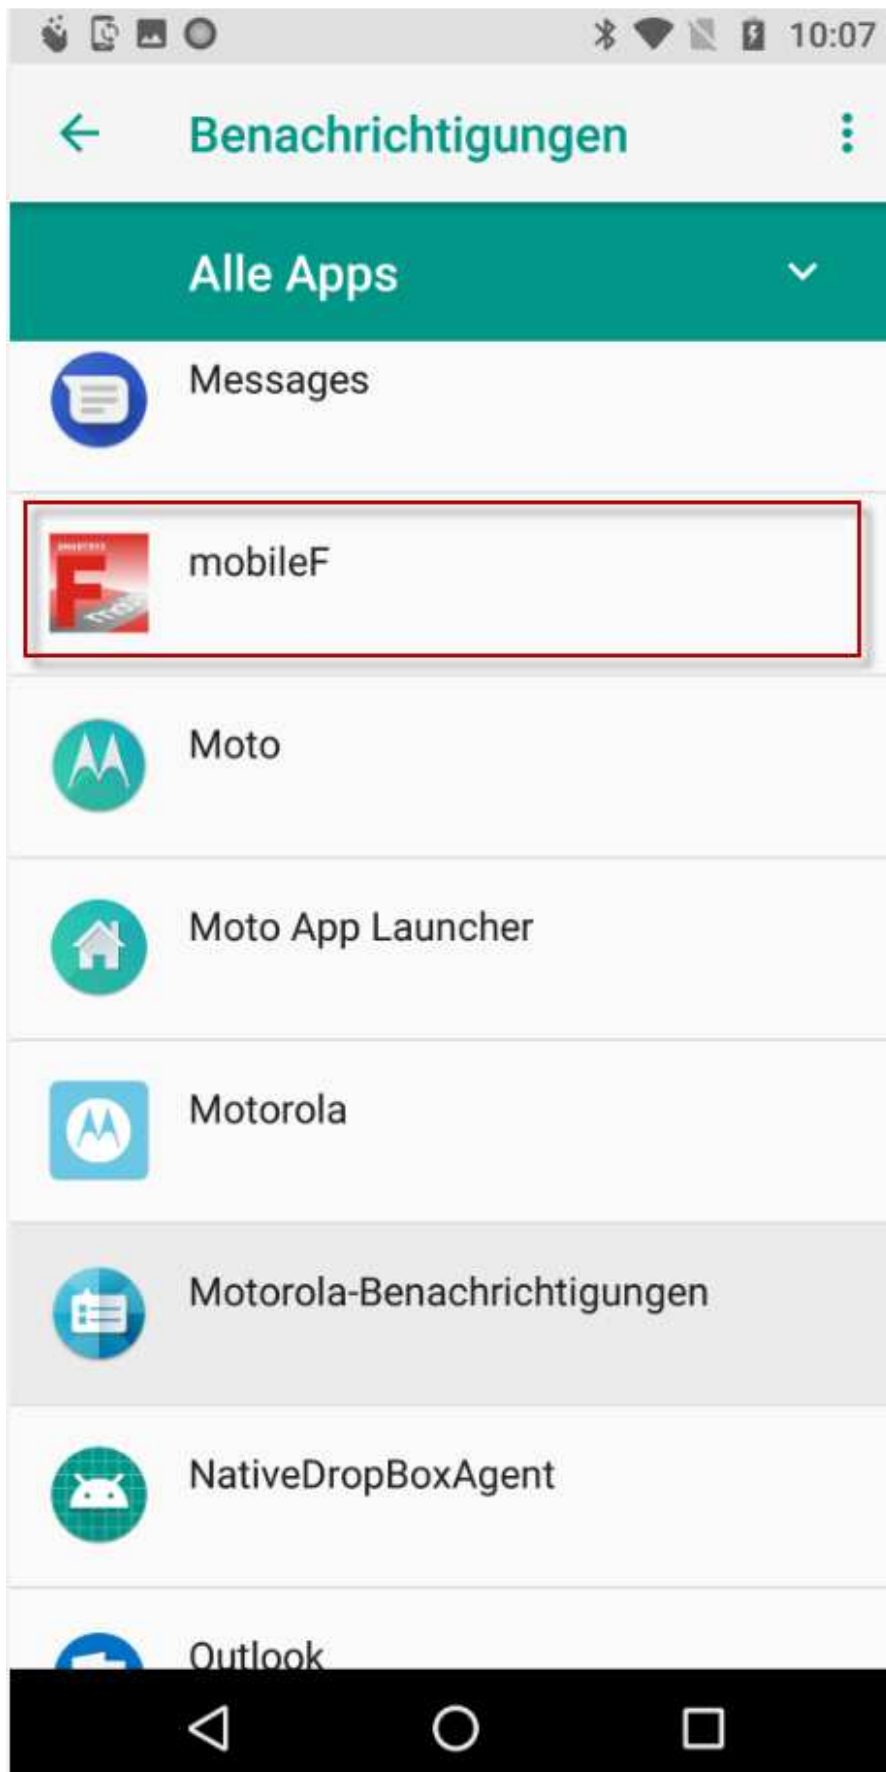 10:07
Benachrichtigungen
Alle Apps
Messages
mobileF
F
Moto
Moto App Launcher
Motorola
Motorola-Benachrichtigungen
NativeDropBoxAgent
Outlook